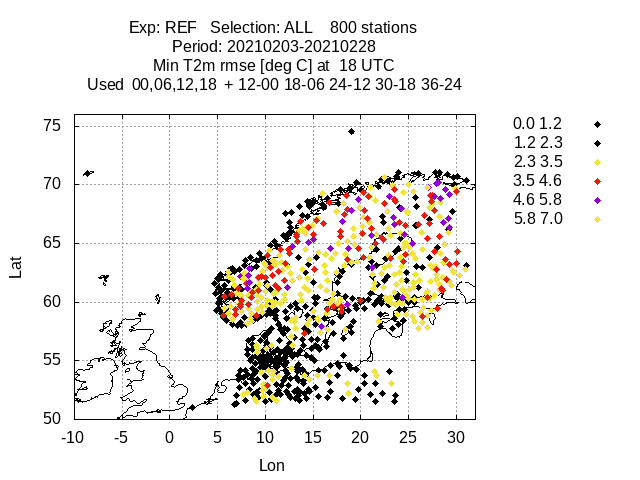 Exp: REF   Selection: ALL    800 stations
Period: 20210203-20210228
Min T2m rmse [deg C] at  18 UTC
Used  00,06,12,18  + 12-00 18-06 24-12 30-18 36-24
0.0 1.2
1.2 2.3
2.3 3.5
3.5 4.6
4.6 5.8
5.8 7.0
75
70
65
60
55
50
Lat
-10 -5 0 5 10 15 20 25 30
Lon